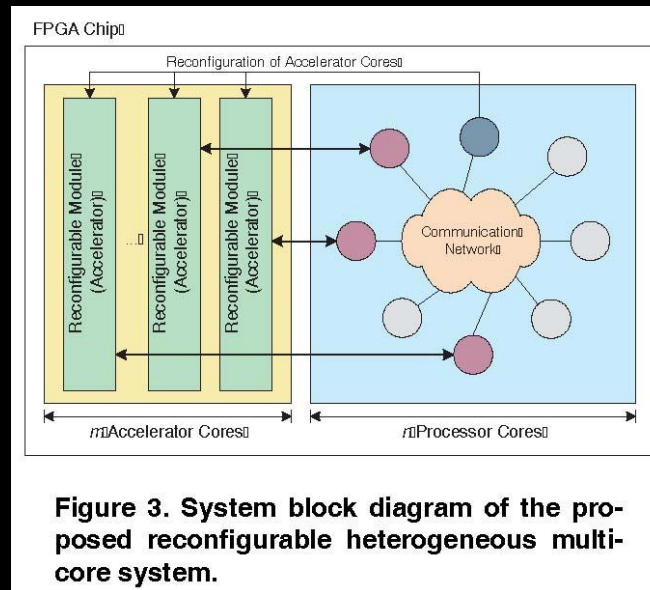 FPGA Chip
Reconfiguration of Accelerator Cores
Reconfigurable Module
(Accelerator)
...
Reconfigurable Module
(Accelerator)
Reconfigurable Module
(Accelerator)
Communication
Network
m Accelerator Cores
n Processor Cores
Figure 3. System block diagram of the pro-
posed reconfigurable heterogeneous multi-
core system.